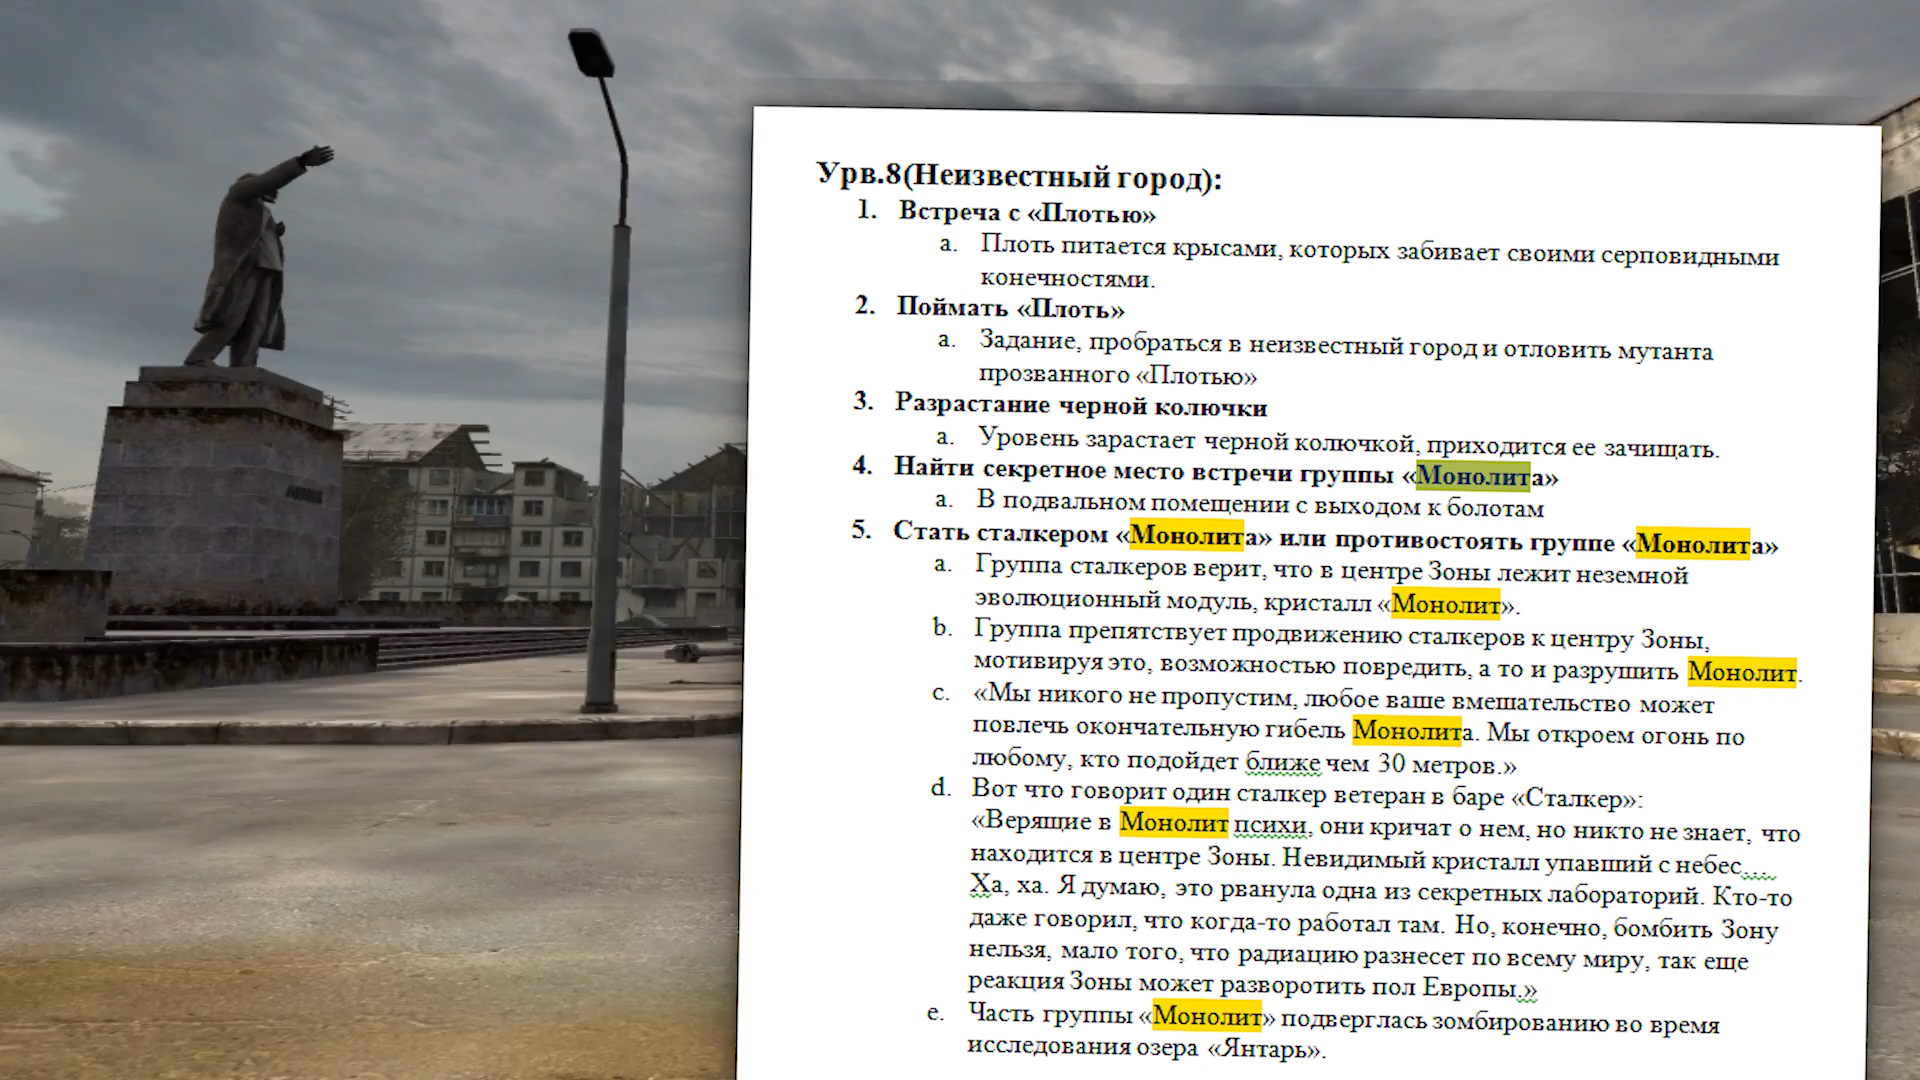 Урв.8(Неизвестный город):
1. Встреча с «Плотью»
a. Плоть питается крысами, которых забивает своими серповидными
конечностями.
2. Поймать «Плоть»
a. Задание, пробраться в неизвестный город и отловить мутанта
прозванного «Плотью»
3. Разрастание черной колючки
a. Уровень зарастает черной колючкой, приходится ее зачищать.
4. Найти секретное место встречи группы «Монолита»
a. В подвальном помещении с выходом к болотам
5. Стать сталкером «Монолита» или противостоять группе «Монолита»
a. Группа сталкеров верит, что в центре Зоны лежит неземной
эволюционный модуль, кристалл «Монолит».
b. Группа препятствует продвижению сталкеров к центру Зоны,
мотивируя это, возможностью повредить, а то и разрушить Монолит.
c. «Мы никого не пропустим, любое ваше вмешательство может
повлечь окончательную гибель Монолита. Мы откроем огонь по
любому, кто подойдет ближе чем 30 метров.»
d. Вот что говорит один сталкер ветеран в баре «Сталкер»:
«Верящие в Монолит психи, они кричат о нем, но никто не знает, что
находится в центре Зоны. Невидимый кристалл упавший с небес....
Ха, ха. Я думаю, это рванула одна из секретных лабораторий. Кто-то
даже говорил, что когда-то работал там. Но, конечно, бомбить Зону
нельзя, мало того, что радиацию разнесет по всему миру, так еще
реакция Зоны может разворотить пол Европы.»
e. Часть группы «Монолит» подверглась зомбированию во время
исследования озера «Янтарь».
ЛЕНИН